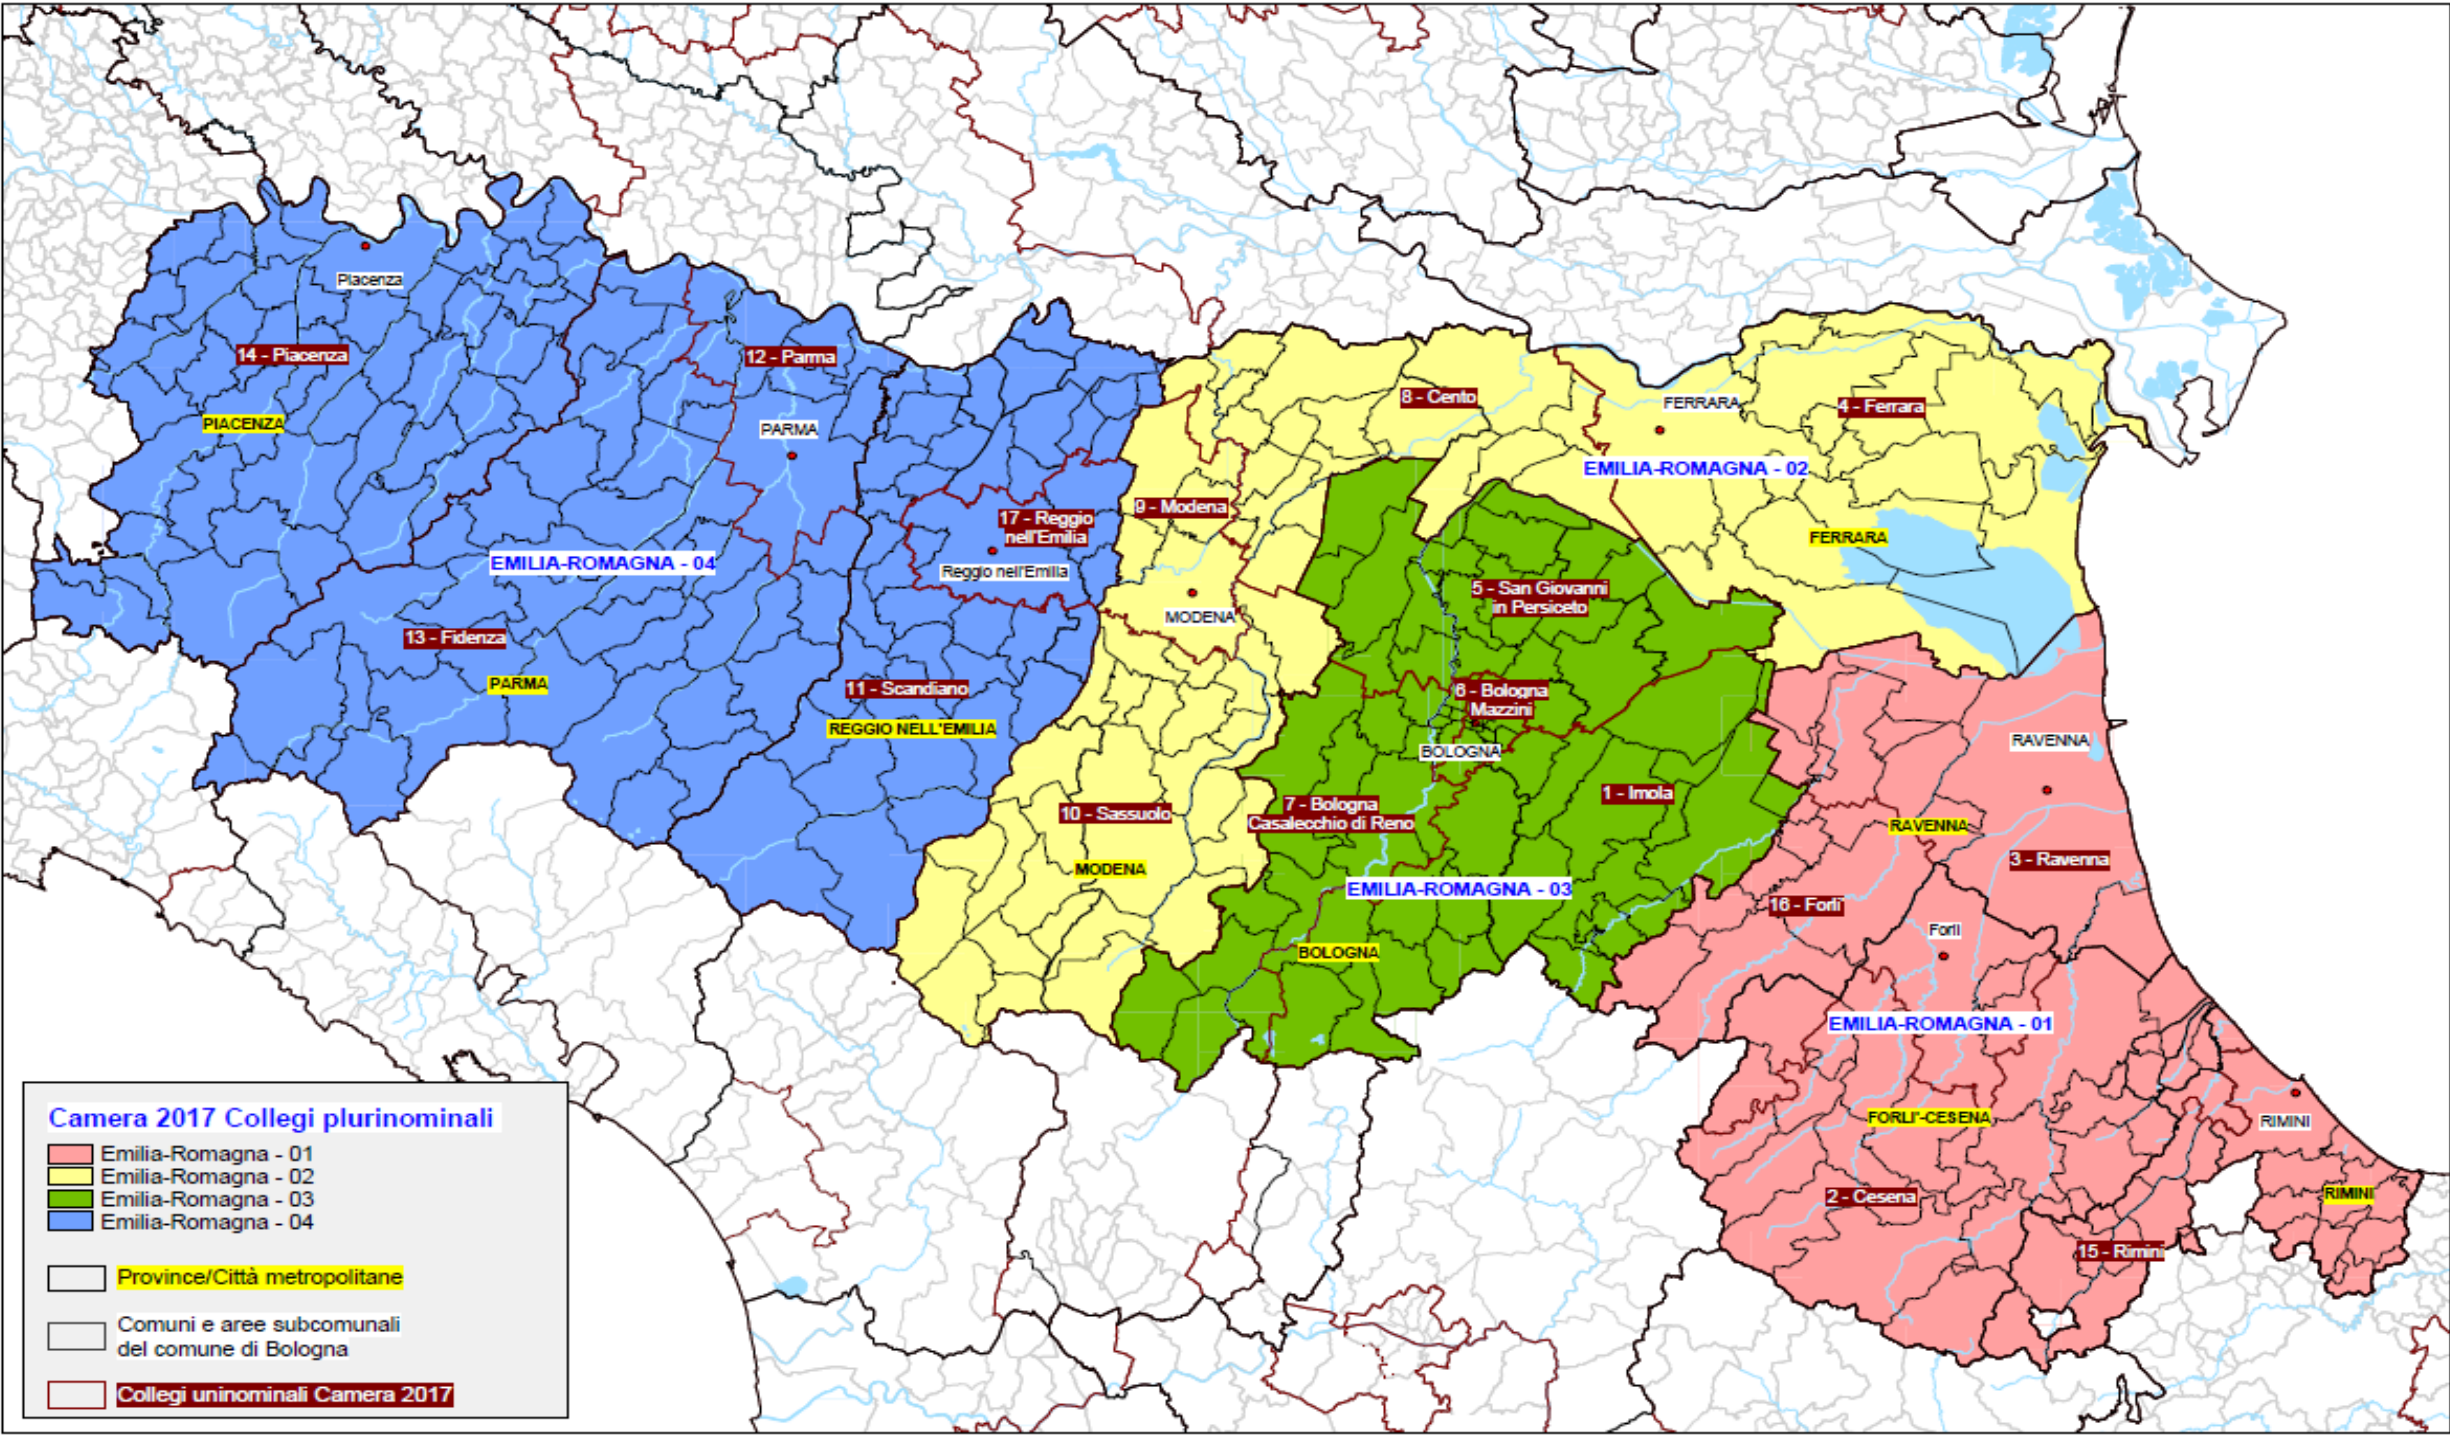 Piacenza
14 - Piacenza
12 - Parma
8 - Cento
FERRARA
4 - Ferrara
PIACENZA
PARMA
EMILIA-ROMAGNA - 02
9 - Modena
17 - Reggio
nell'Emilia
FERRARA
EMILIA-ROMAGNA - 04
Reggio nell'Emilia
5 - San Giovanni
in Persiceto
MODENA
13 - Fidenza
PARMA
11 - Scandiano
6 - Bologna
Mazzini
REGGIO NELL'EMILIA
BOLOGNA
RAVENNA
1 - Imola
7 - Bologna
Casalecchio di Reno
10 - Sassuolo
RAVENNA
MODENA
3 - Ravenna
EMILIA-ROMAGNA - 03
16 - Forlì
Forlì
BOLOGNA
EMILIA-ROMAGNA - 01
FORLI'-CESENA
RIMINI
2 - Cesena
RIMINI
15 - Rimini
Camera 2017 Collegi plurinominali
Emilia-Romagna - 01
Emilia-Romagna - 02
Emilia-Romagna - 03
Emilia-Romagna - 04
Province/Città metropolitane
Comuni e aree subcomunali
del comune di Bologna
Collegi uninominali Camera 2017